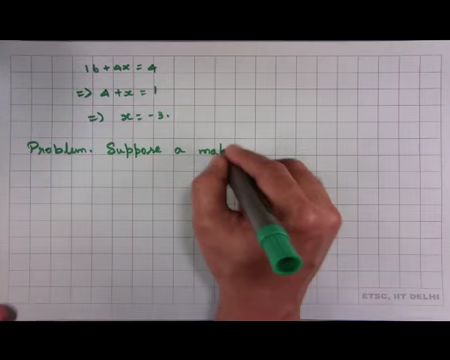 16 + 4x = 4
=> 4 + x = 1
=> x = -3.
Problem. Suppose a
ETSC, IIT DELHI